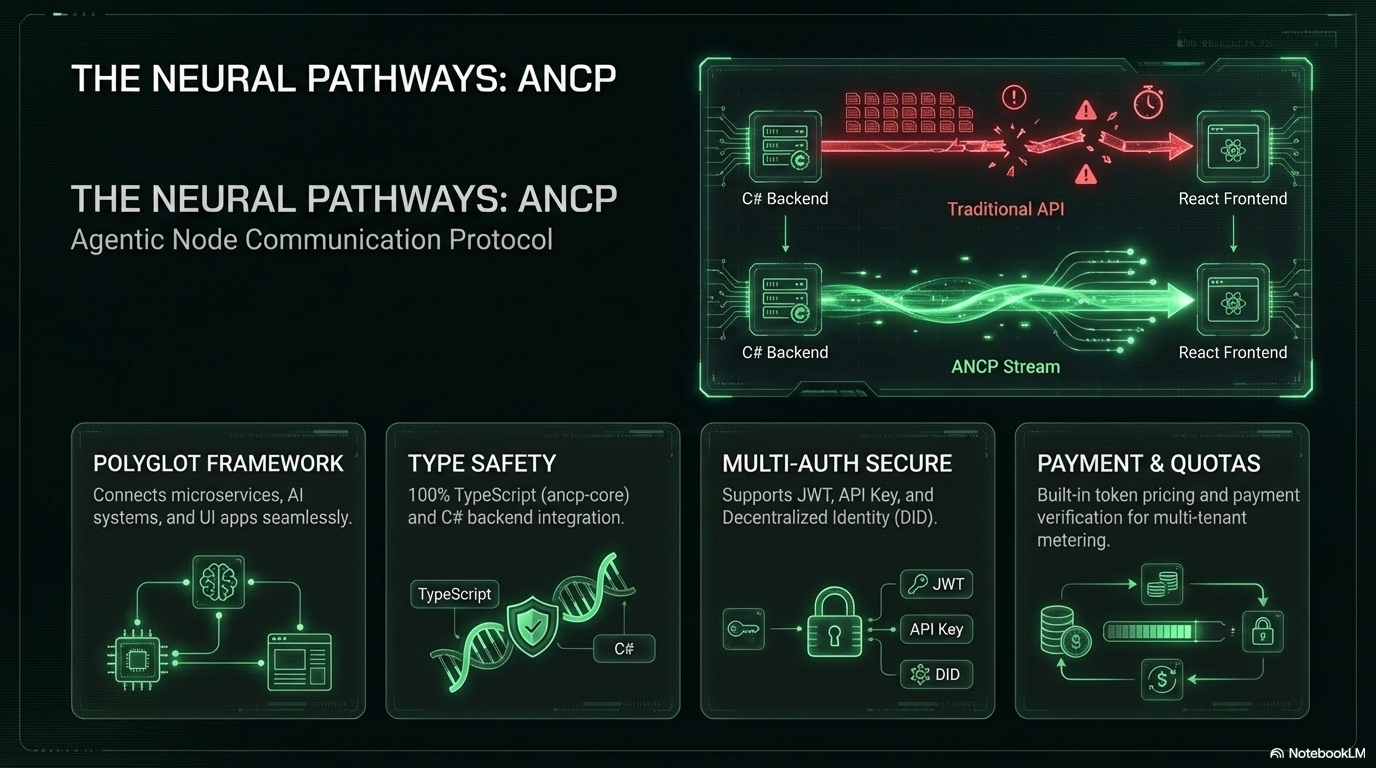 THE NEURAL PATHWAYS: ANCP
THE NEURAL PATHWAYS: ANCP
Agentic Node Communication Protocol
C# Backend
Traditional API
React Frontend
C# Backend
ANCP Stream
React Frontend
POLYGLOT FRAMEWORK
Connects microservices, AI
systems, and UI apps seamlessly.
TYPE SAFETY
100% TypeScript (ancp-core)
and C# backend integration.
TypeScript
C#
MULTI-AUTH SECURE
Supports JWT, API Key, and
Decentralized Identity (DID).
JWT
API Key
DID
PAYMENT & QUOTAS
Built-in token pricing and payment
verification for multi-tenant
metering.
NotebookLM